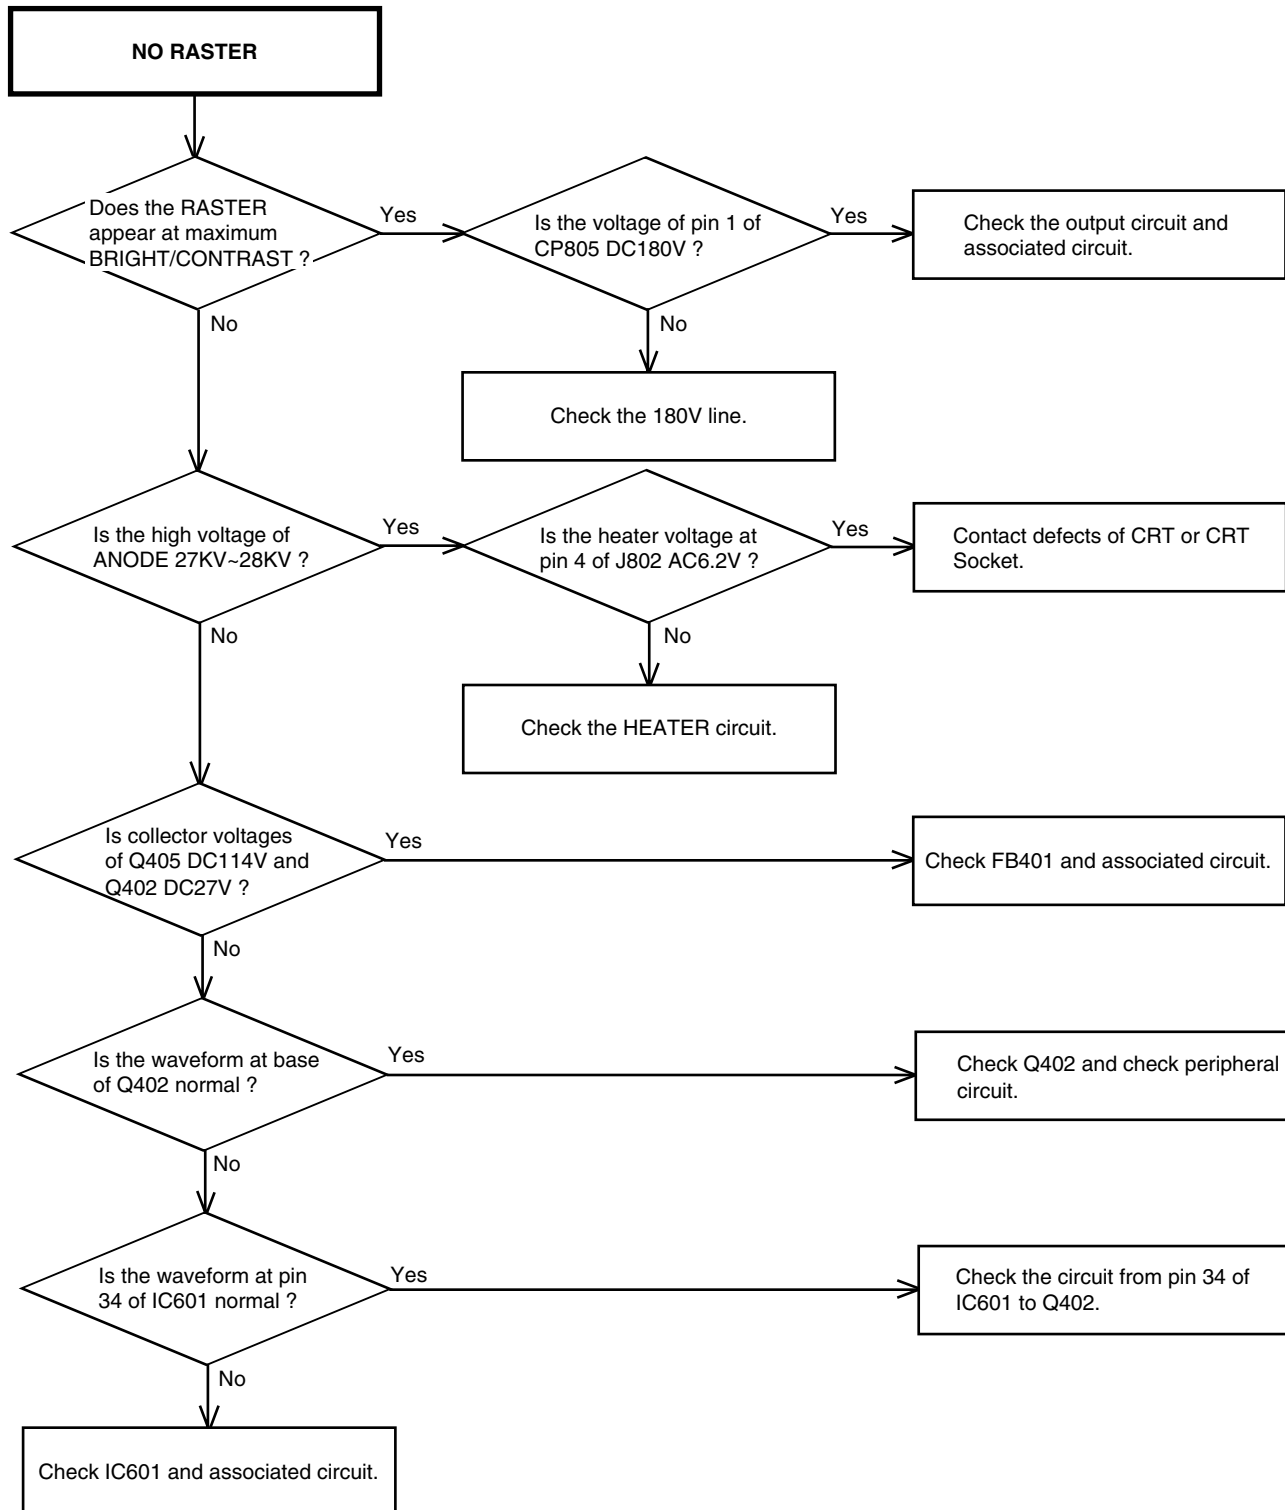 NO RASTER
Does the RASTER
appear at maximum
BRIGHT/CONTRAST ?
Yes
Is the voltage of pin 1 of
CP805 DC180V ?
Yes
Check the output circuit and
associated circuit.
No
No
Check the 180V line.
Is the high voltage of
ANODE 27KV~28KV ?
Yes
Is the heater voltage at
pin 4 of J802 AC6.2V ?
Yes
Contact defects of CRT or CRT
Socket.
No
No
Check the HEATER circuit.
Is collector voltages
of Q405 DC114V and
Q402 DC27V ?
Yes
Check FB401 and associated circuit.
No
Is the waveform at base
of Q402 normal ?
Yes
Check Q402 and check peripheral
circuit.
No
Is the waveform at pin
34 of IC601 normal ?
Yes
Check the circuit from pin 34 of
IC601 to Q402.
No
Check IC601 and associated circuit.